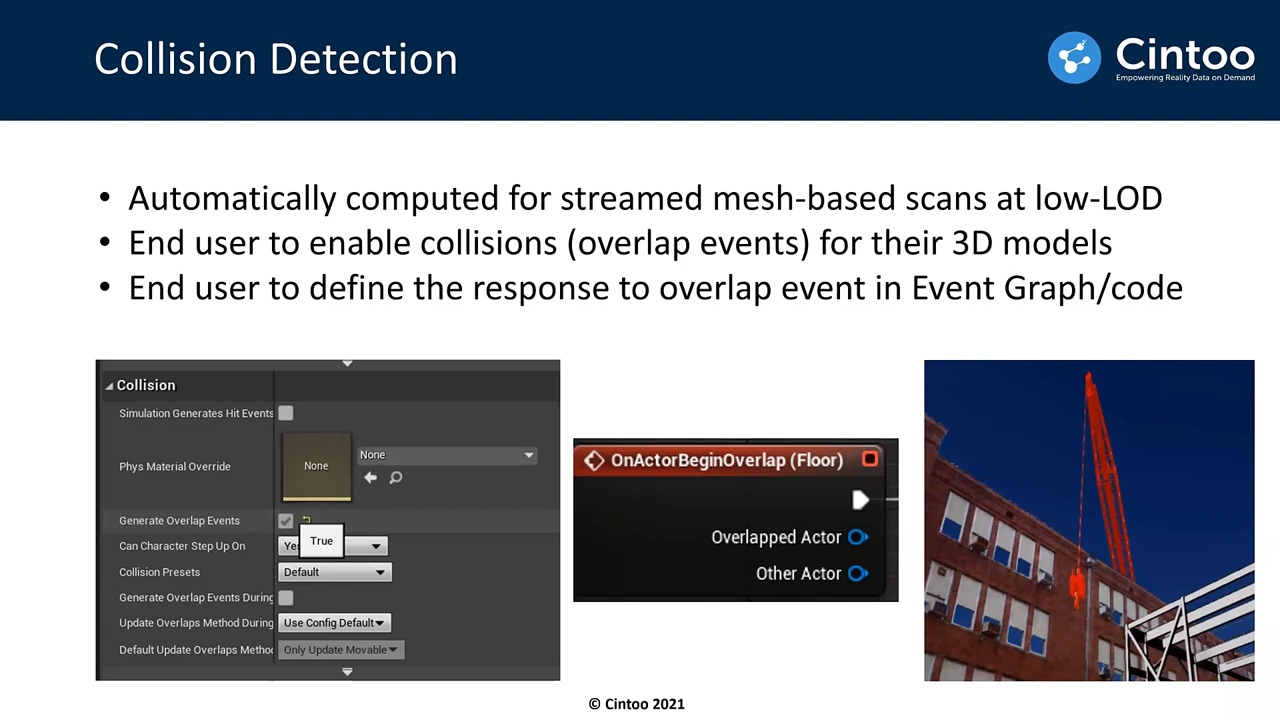 Collision Detection
Cintoo
Empowering Reality Data on Demand
• Automatically computed for streamed mesh-based scans at low-LOD
• End user to enable collisions (overlap events) for their 3D models
• End user to define the response to overlap event in Event Graph/code
Collision
Simulation Generates Hit Events
Phys Material Override
None
None
Generate Overlap Events
True
Can Character Step Up On
Yes
Collision Presets
Default
Generate Overlap Events During
Update Overlaps Method During
Use Config Default
Default Update Overlaps Metho
Only Update Movable
OnActorBeginOverlap (Floor)
Overlapped Actor
Other Actor
© Cintoo 2021